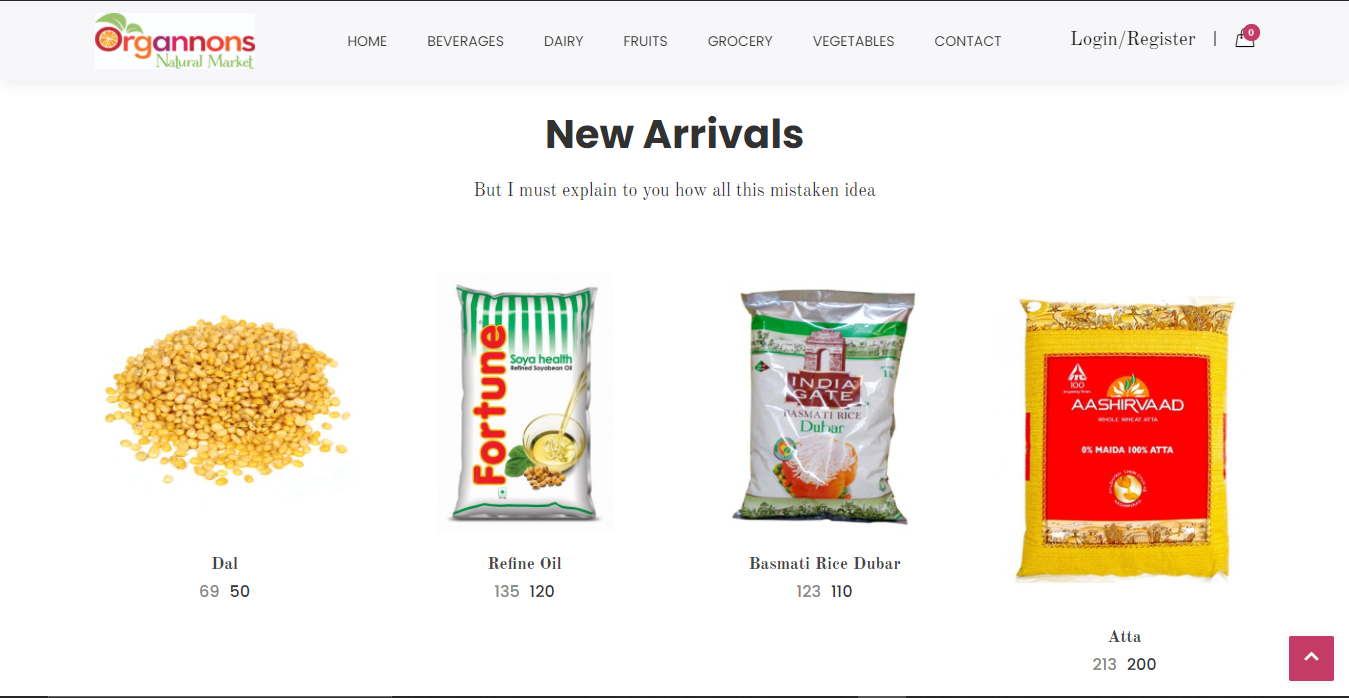 Organnons
Natural Market
HOME
BEVERAGES
DAIRY
FRUITS
GROCERY
VEGETABLES
CONTACT
Login/Register
|
0
New Arrivals
But I must explain to you how all this mistaken idea
Fortune
Soya health
Refined Soyabean Oil
INDIA
GATE
BASMATI RICE
Dubar
ITC
100
AASHIRVAAD
WHOLE WHEAT ATTA
0% MAIDA 100% ATTA
Dal
69 50
Refine Oil
135 120
Basmati Rice Dubar
123 110
Atta
213 200